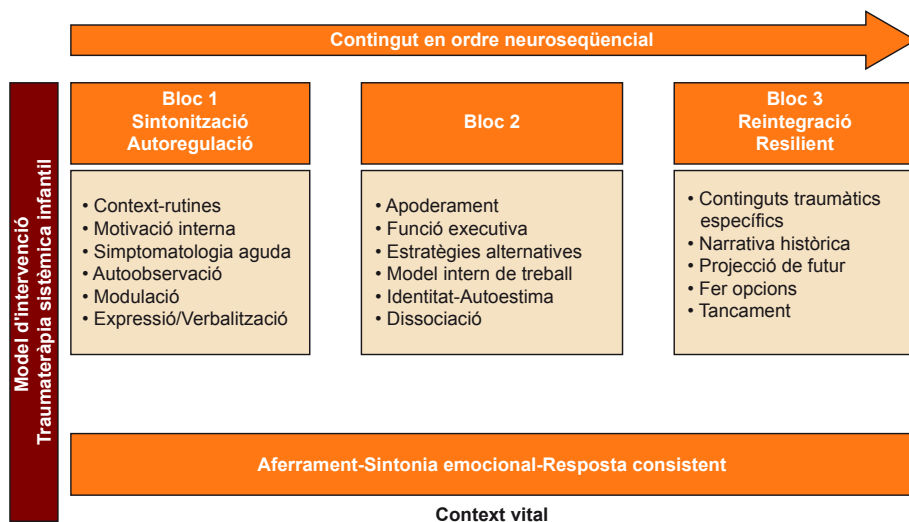 Contingut en ordre neuroseqüencial
Model d'intervenció
Traumateràpia sistèmica infantil
Bloc 1
Sintonització
Autoregulació
• Context-rutines
• Motivació interna
• Simptomatologia aguda
• Autoobservació
• Modulació
• Expressió/Verbalització
Bloc 2
• Apoderament
• Funció executiva
• Estratègies alternatives
• Model intern de treball
• Identitat-Autoestima
• Dissociació
Bloc 3
Reintegració
Resilient
• Continguts traumàtics
específics
• Narrativa històrica
• Projecció de futur
• Fer opcions
• Tancament
Aferrament-Sintonia emocional-Resposta consistent
Context vital